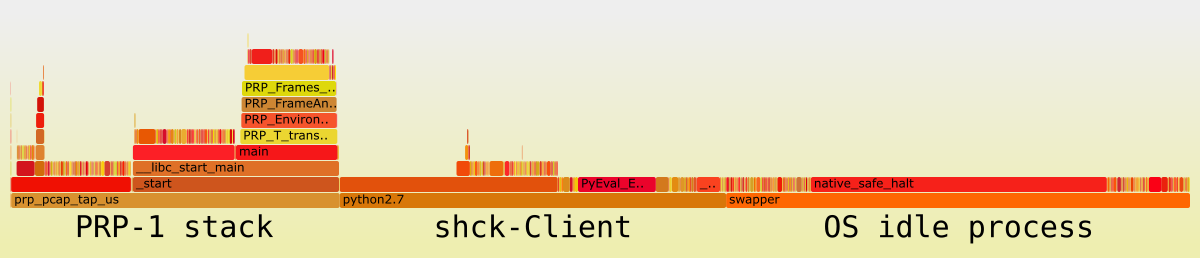 PRP_Frames_..
PRP_FrameAn..
PRP_Environ..
PRP_T_trans..
main
__libc_start_main
_start
PyEval_E..
_..
native_safe_halt
prp_pcap_tap_us
python2.7
swapper
PRP-1 stack
shck-Client
OS idle process